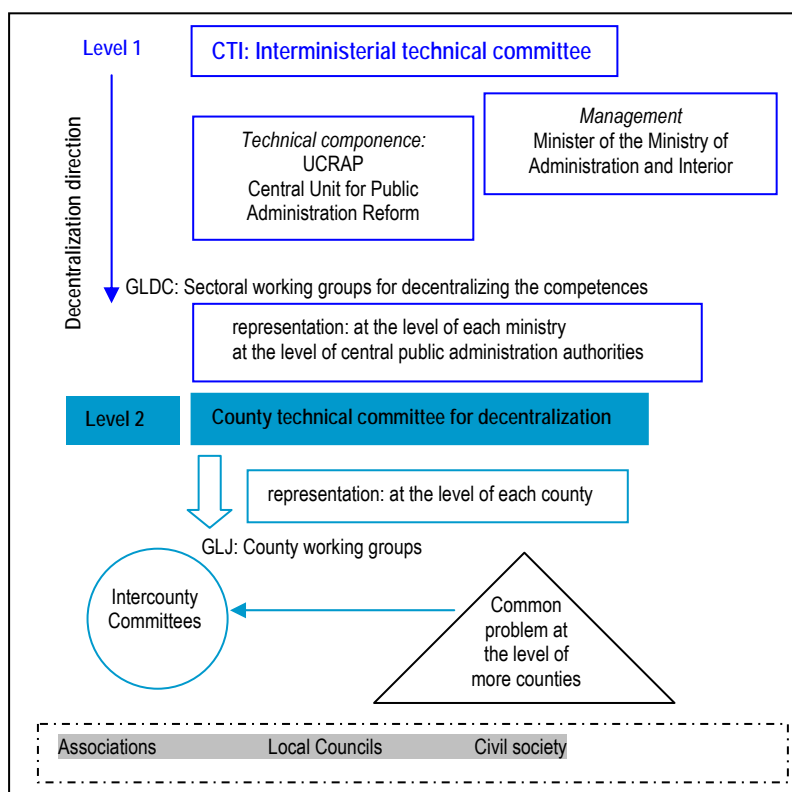 Level 1
CTI: Interministerial technical committee
Decentralization direction
Technical componence:
UCRAP
Central Unit for Public
Administration Reform
Management
Minister of the Ministry of
Administration and Interior
GLDC: Sectoral working groups for decentralizing the competences
representation: at the level of each ministry
at the level of central public administration authorities
Level 2
County technical committee for decentralization
representation: at the level of each county
GLJ: County working groups
Intercounty
Committees
Common
problem at
the level of
more counties
Associations Local Councils Civil society